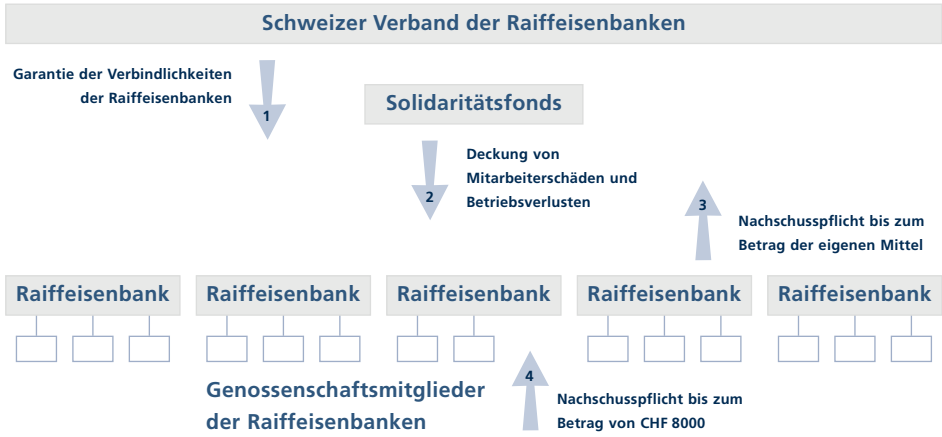 Schweizer Verband der Raiffeisenbanken
Garantie der Verbindlichkeiten
der Raiffeisenbanken
1
Solidaritätsfonds
Deckung von
Mitarbeiterschäden und
Betriebsverlusten
2
3
Nachschusspflicht bis zum
Betrag der eigenen Mittel
Raiffeisenbank Raiffeisenbank Raiffeisenbank Raiffeisenbank Raiffeisenbank
Genossenschaftsmitglieder
der Raiffeisenbanken
4
Nachschusspflicht bis zum
Betrag von CHF 8000